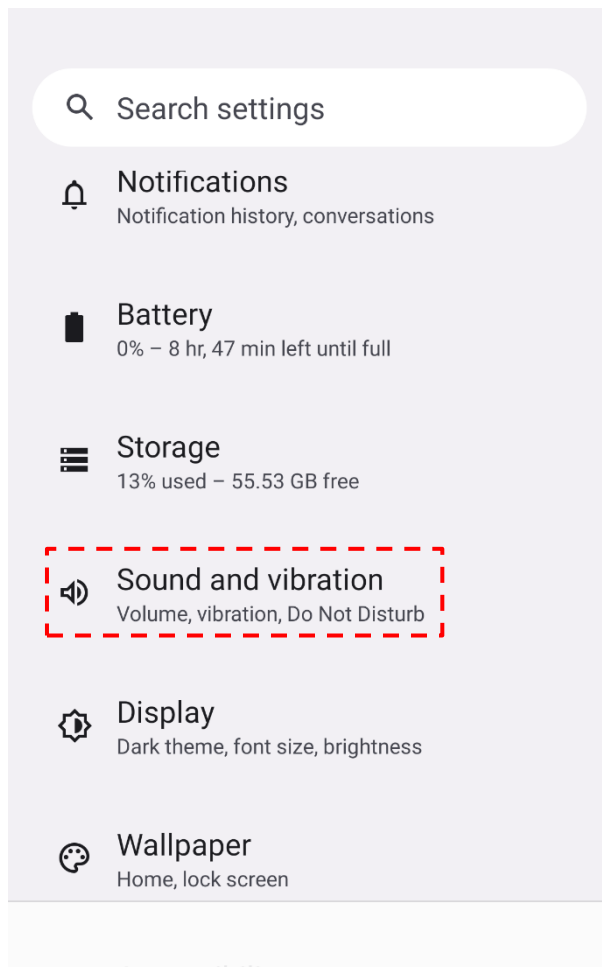 Search settings
Notifications
Notification history, conversations
Battery
0% – 8 hr, 47 min left until full
Storage
13% used – 55.53 GB free
Sound and vibration
Volume, vibration, Do Not Disturb
Display
Dark theme, font size, brightness
Wallpaper
Home, lock screen